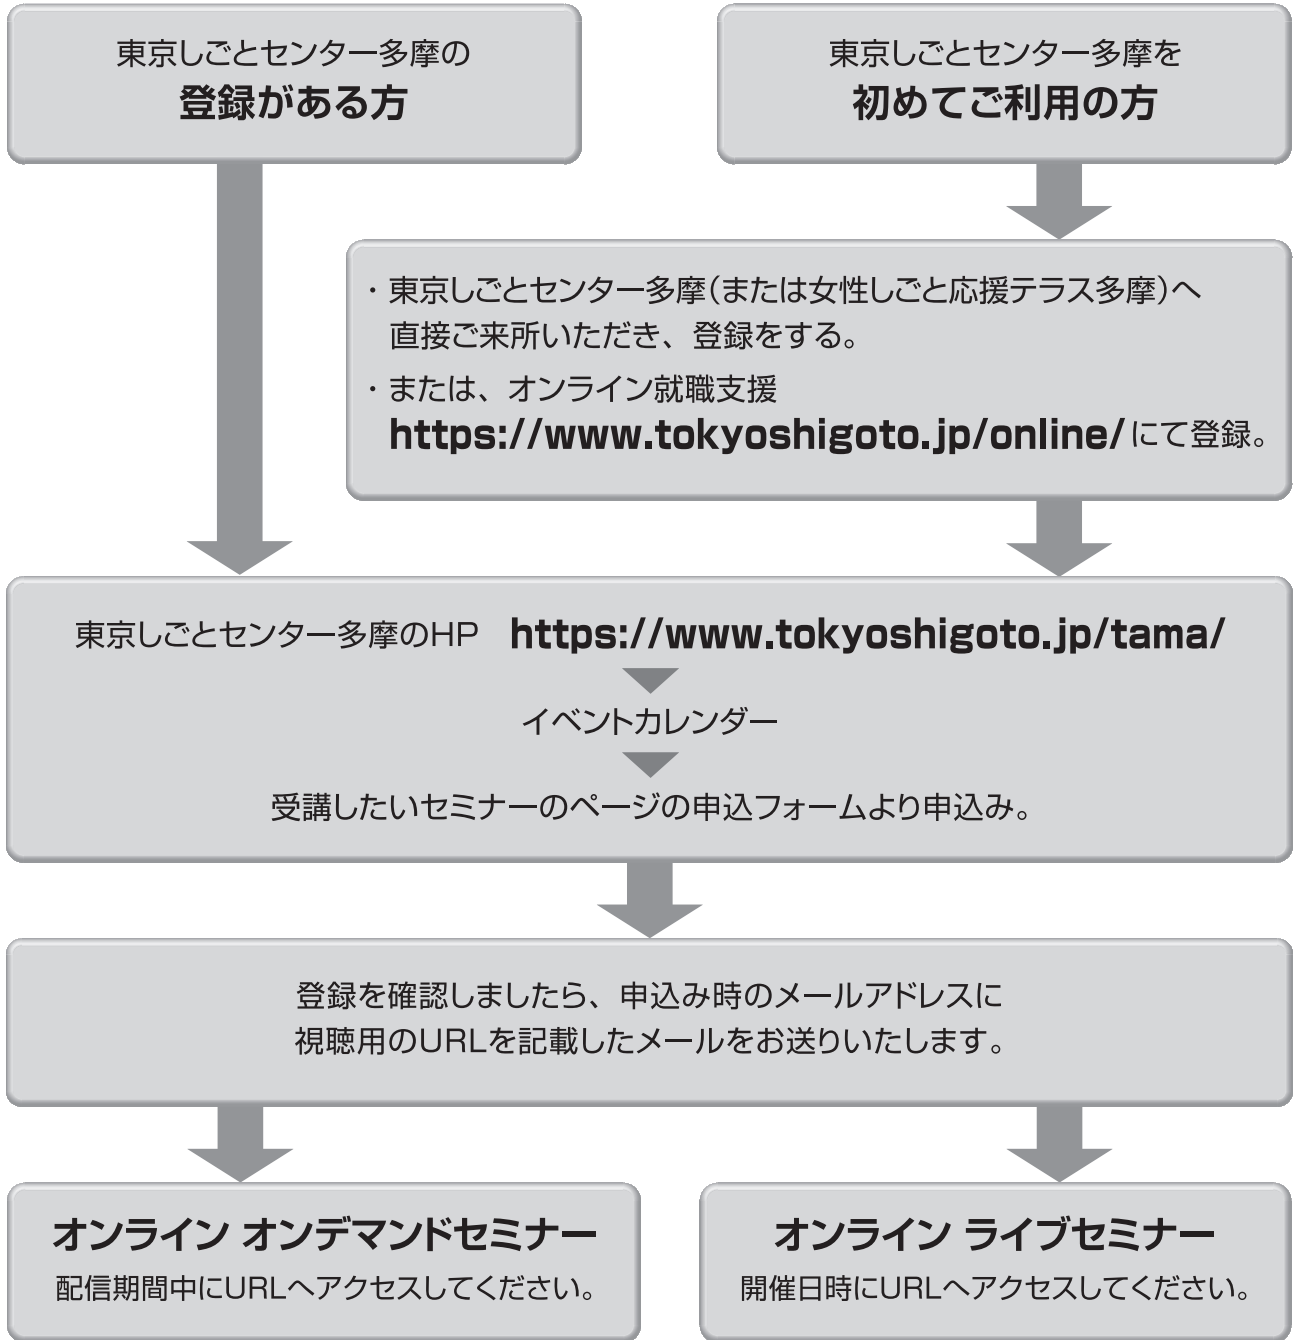 東京しごとセンター多摩の
登録がある方
東京しごとセンター多摩を
初めてご利用の方
・東京しごとセンター多摩(または女性しごと応援テラス多摩)へ
直接ご来所いただき、登録をする。
・または、オンライン就職支援
https://www.tokyoshigoto.jp/online/にて登録。
東京しごとセンター多摩のHP https://www.tokyoshigoto.jp/tama/
イベントカレンダー
受講したいセミナーのページの申込フォームより申込み。
登録を確認しましたら、申込み時のメールアドレスに
視聴用のURLを記載したメールをお送りいたします。
オンライン オンデマンドセミナー
配信期間中にURLへアクセスしてください。
オンライン ライブセミナー
開催日時にURLへアクセスしてください。